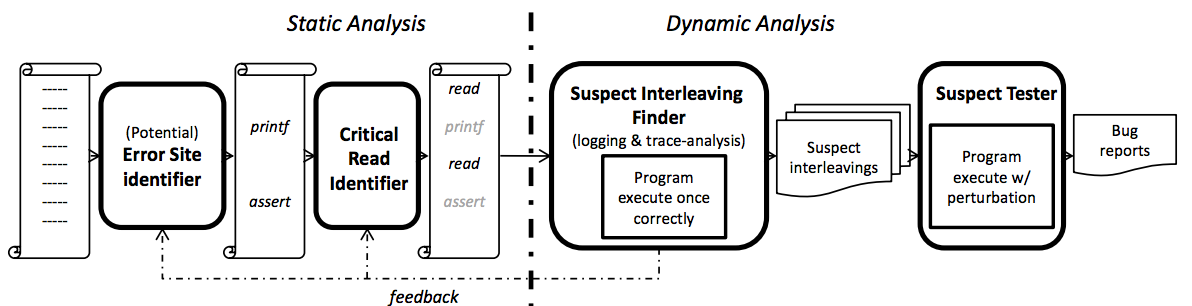 Static Analysis
Dynamic Analysis
-----
-----
-----
-----
-----
-----
-----
-----
(Potential)
Error Site
identifier
printf
assert
Critical
Read
Identifier
read
printf
read
assert
Suspect Interleaving
Finder
(logging & trace-analysis)
Program
execute once
correctly
Suspect
interleavings
Suspect Tester
Program
execute w/
perturbation
Bug
reports
feedback